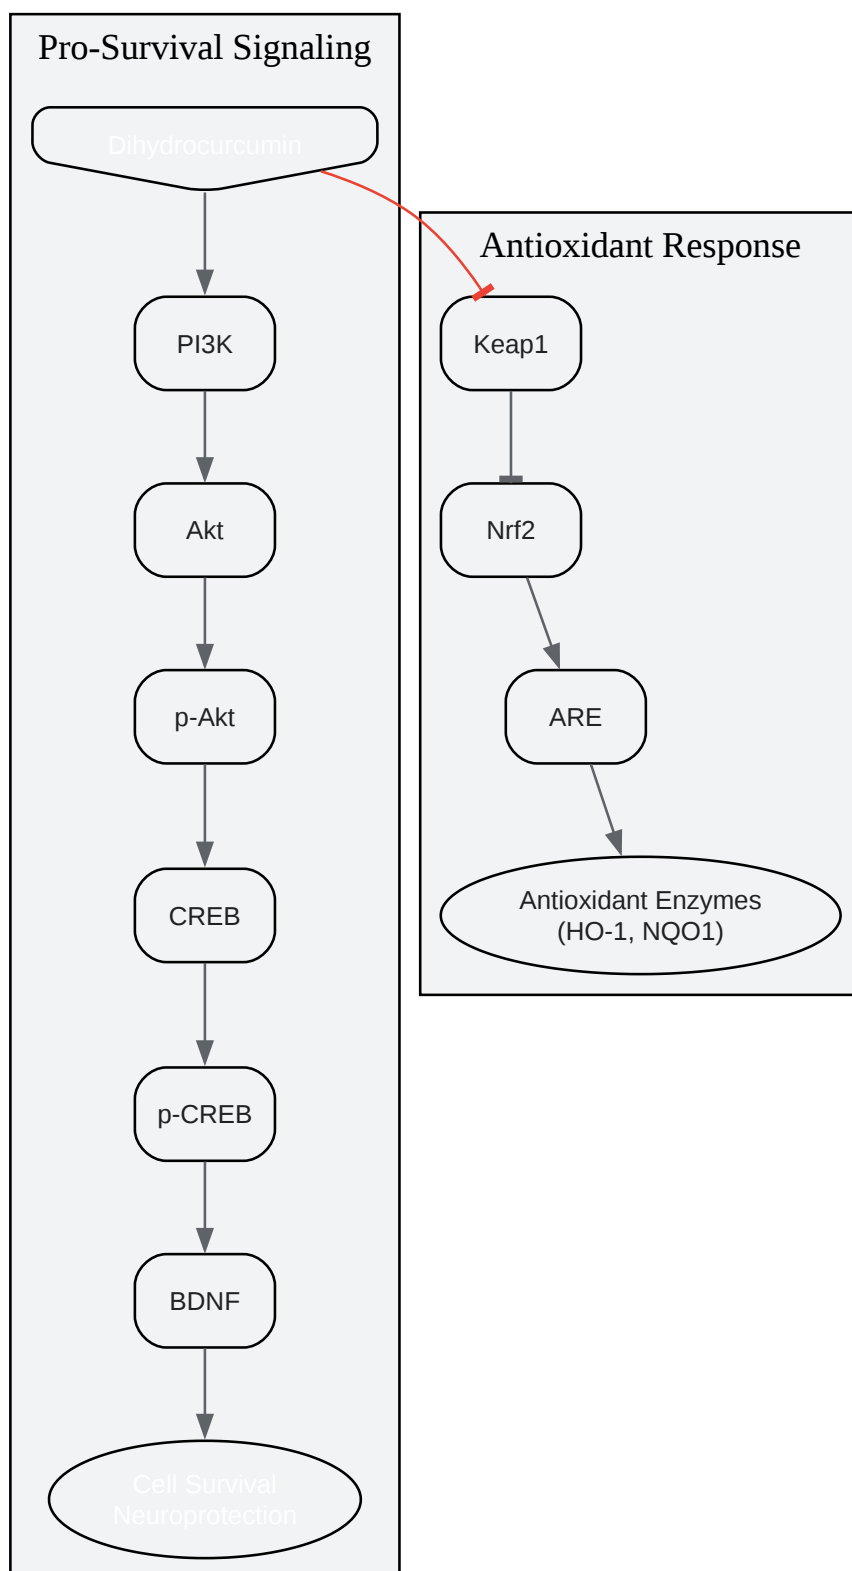 Pro-Survival Signaling
Dihydrocurcumin
PI3K
Akt
p-Akt
CREB
p-CREB
BDNF
Cell Survival
Neuroprotection
Antioxidant Response
Keap1
Nrf2
ARE
Antioxidant Enzymes
(HO-1, NQO1)